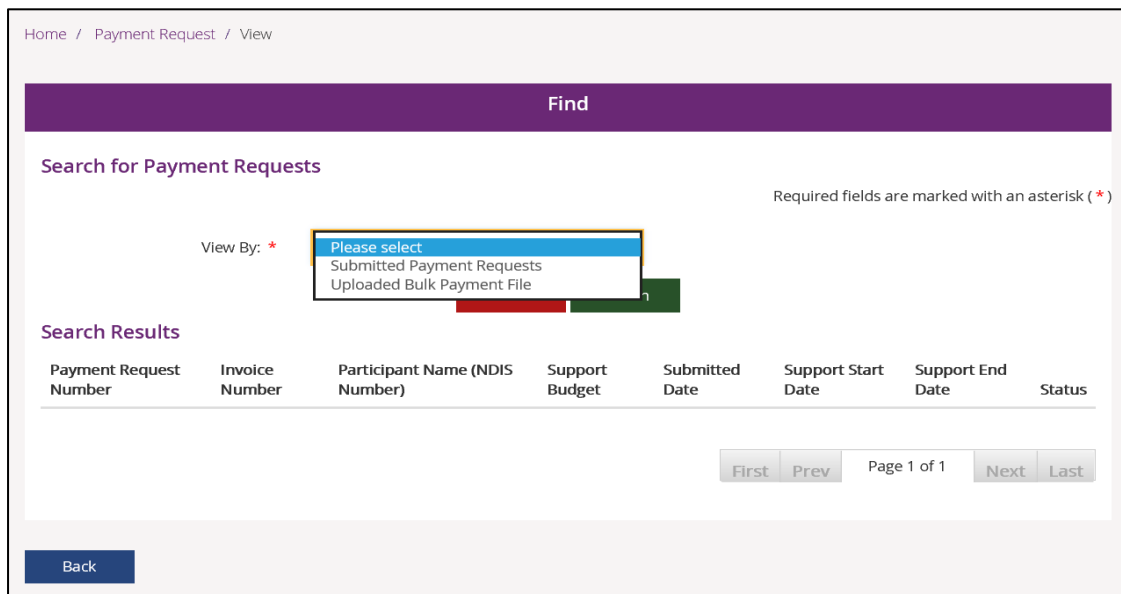 Home / Payment Request / View
Find
Search for Payment Requests
Required fields are marked with an asterisk (*)
View By: *
Please select
Submitted Payment Requests
Uploaded Bulk Payment File
Search Results
Payment Request Number
Invoice Number
Participant Name (NDIS Number)
Support Budget
Submitted Date
Support Start Date
Support End Date
Status
First Prev Page 1 of 1 Next Last
Back